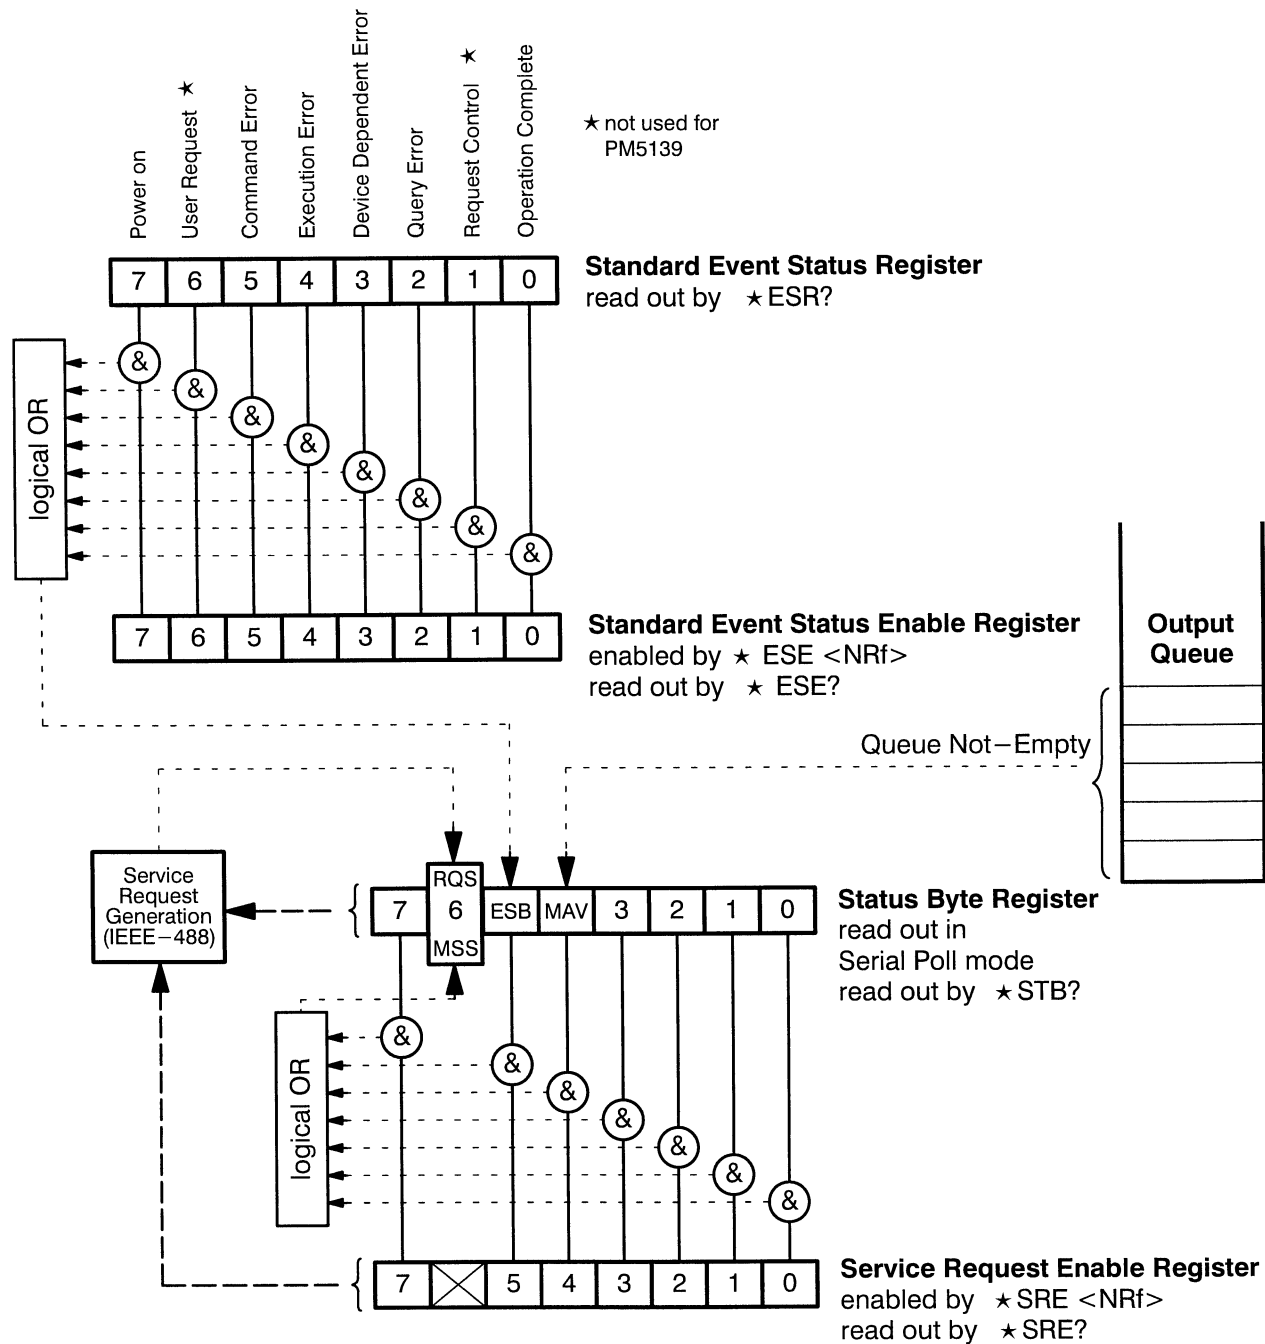 Power on
User Request ★
Command Error
Execution Error
Device Dependent Error
Query Error
Request Control ★
Operation Complete
★ not used for
PM5139
7 6 5 4 3 2 1 0
Standard Event Status Register
read out by ★ ESR?
&
&
&
&
&
&
&
&
logical OR
7 6 5 4 3 2 1 0
Standard Event Status Enable Register
enabled by ★ ESE <NRf>
read out by ★ ESE?
Output
Queue
Queue Not–Empty
Service
Request
Generation
(IEEE–488)
RQS
7 6 ESB MAV 3 2 1 0
MSS
Status Byte Register
read out in
Serial Poll mode
read out by ★ STB?
&
&
&
&
&
&
&
logical OR
7 5 4 3 2 1 0
Service Request Enable Register
enabled by ★ SRE <NRf>
read out by ★ SRE?